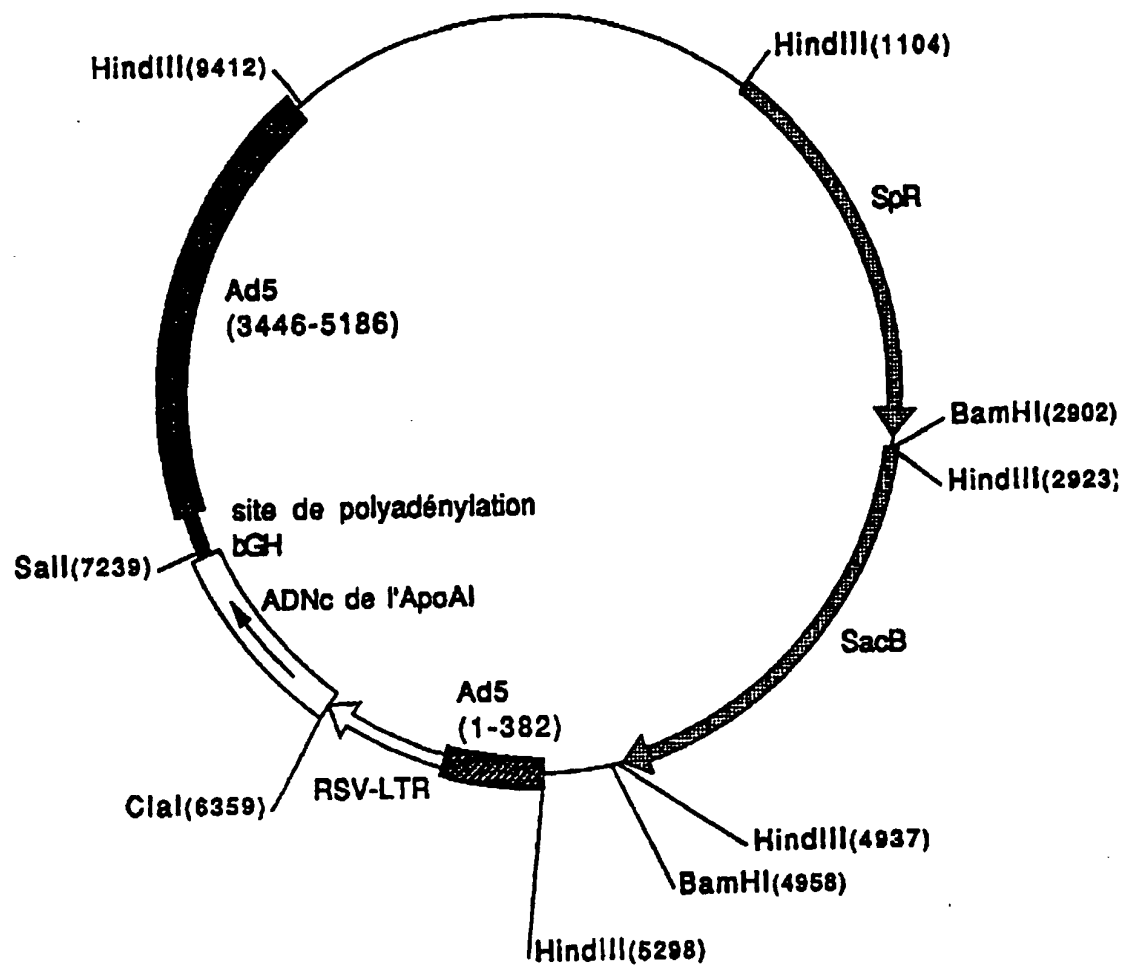 HindIII(1104)
HindIII(9412)
SpR
Ad5
(3446-5186)
BamHI(2902)
HindIII(2923)
site de polyadénylation
bGH
SalI(7239)
ADNc de l'ApoAI
SacB
Ad5
(1-382)
RSV-LTR
ClaI(6359)
HindIII(4937)
BamHI(4958)
HindIII(5298)